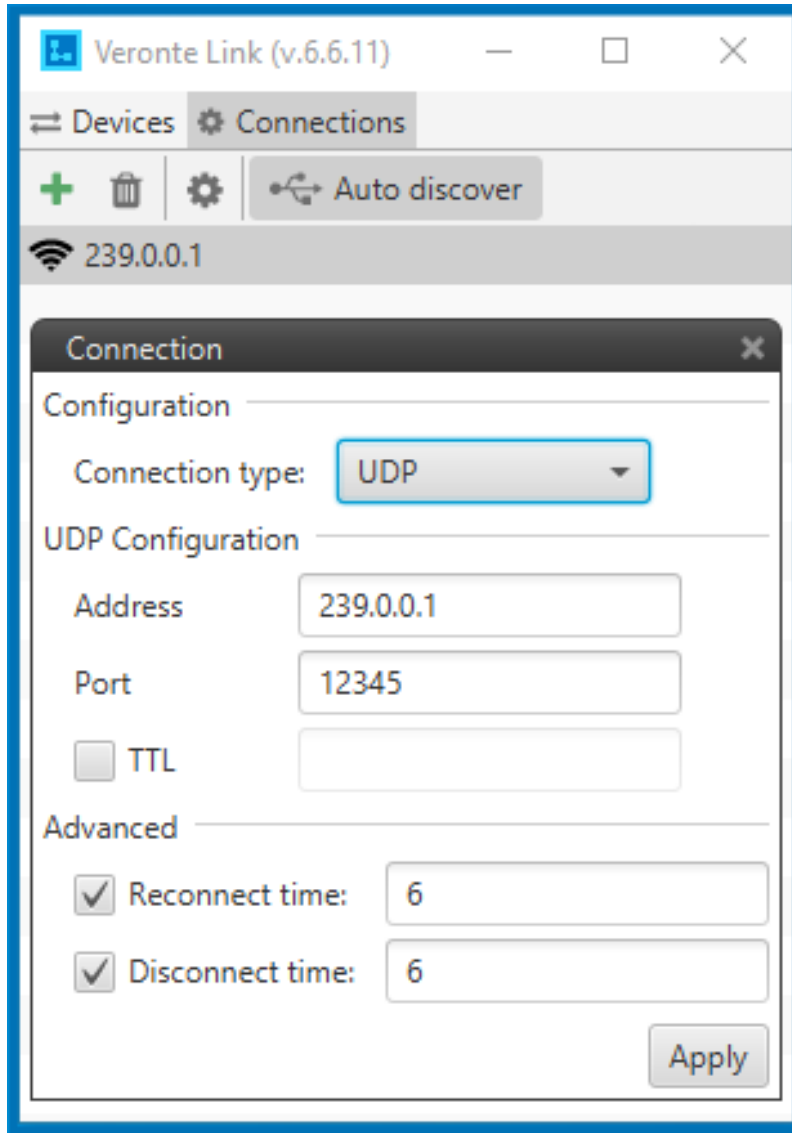 Veronte Link (v.6.6.11)
Devices Connections
Auto discover
239.0.0.1
Connection
Configuration
Connection type: UDP
UDP Configuration
Address 239.0.0.1
Port 12345
TTL
Advanced
Reconnect time: 6
Disconnect time: 6
Apply